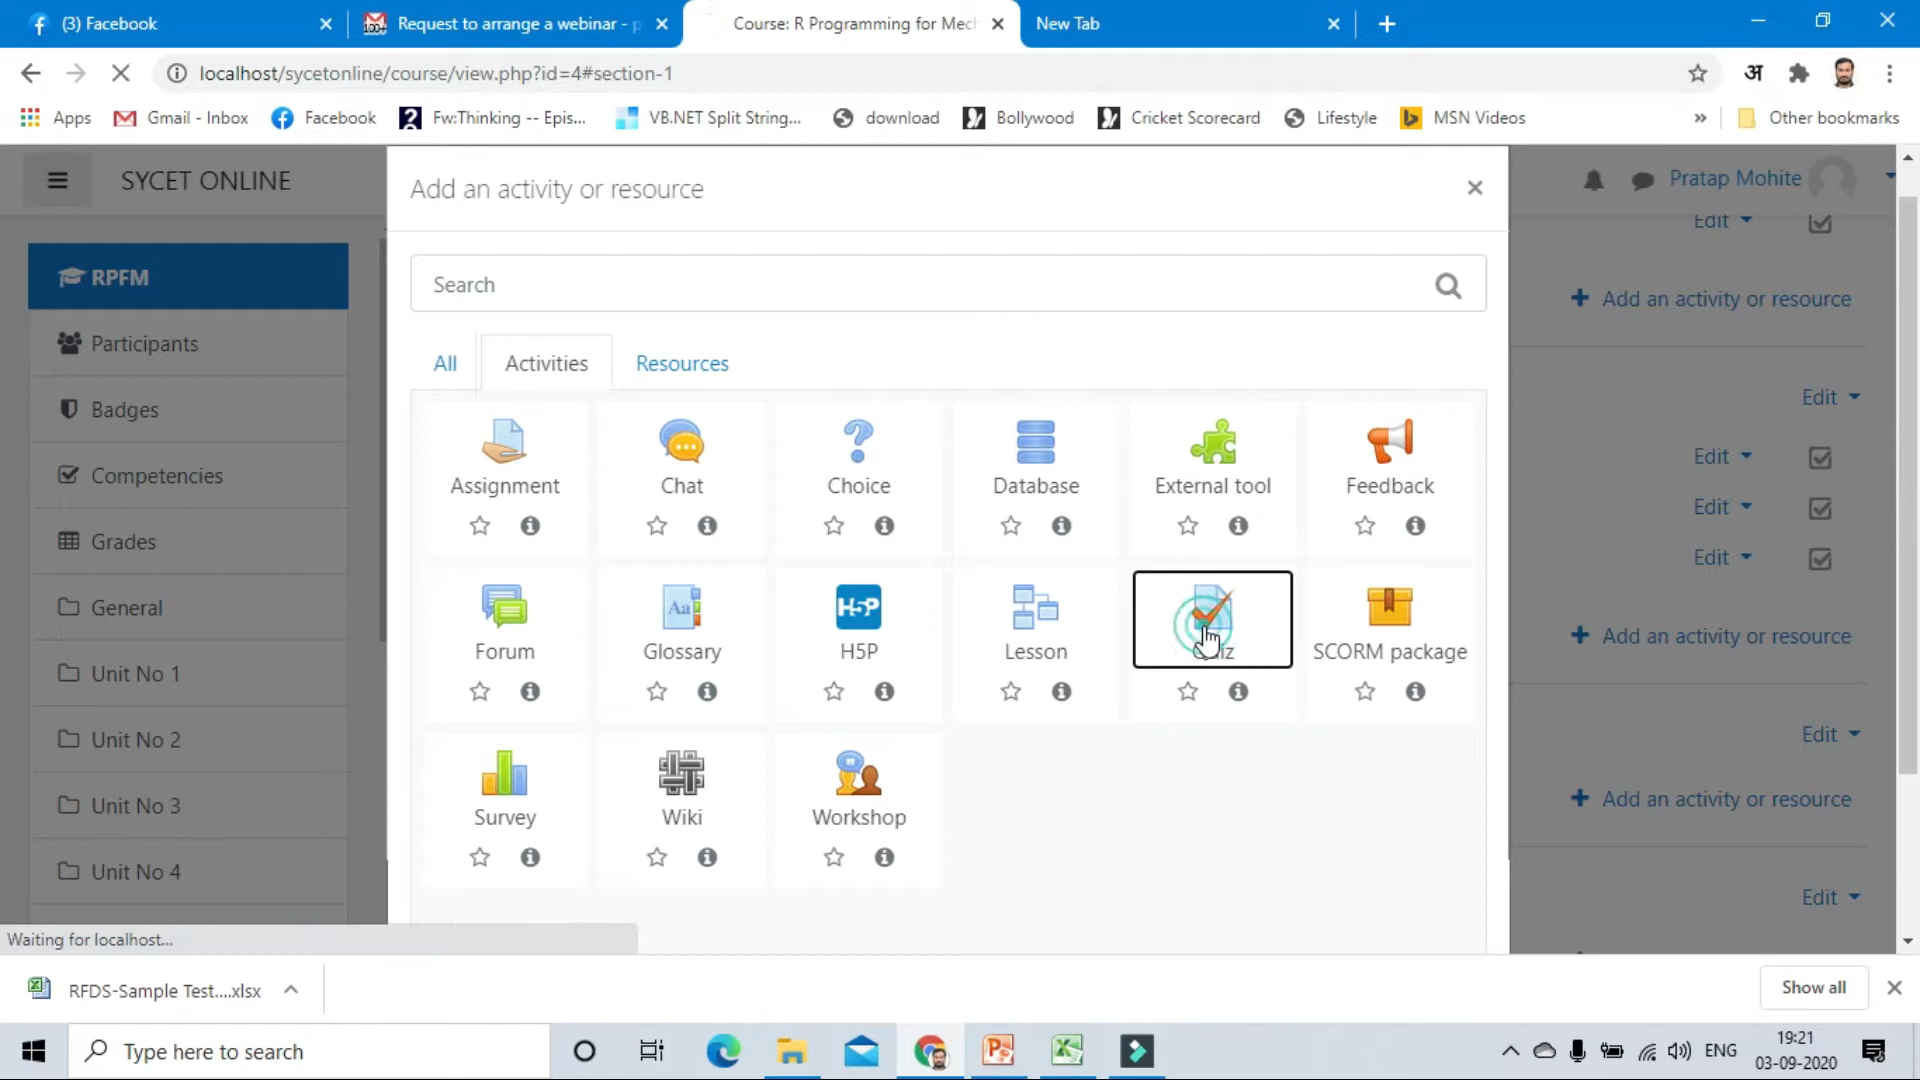 (3) Facebook
Request to arrange a webinar - p
Course: R Programming for Mech
New Tab
localhost/sycetonline/course/view.php?id=4#section-1
अ
Apps
Gmail - Inbox
Facebook
Fw:Thinking -- Epis...
VB.NET Split String...
download
Bollywood
Cricket Scorecard
Lifestyle
MSN Videos
»
Other bookmarks
SYCET ONLINE
Add an activity or resource
Pratap Mohite
Edit
RPFM
Search
Add an activity or resource
Participants
All
Activities
Resources
Edit
Badges
Assignment
Chat
Choice
Database
External tool
Feedback
Edit
Competencies
Edit
Grades
Edit
General
Aa
H5P
Forum
Glossary
H5P
Lesson
SCORM package
Add an activity or resource
Unit No 1
Unit No 2
Edit
Unit No 3
Survey
Wiki
Workshop
Add an activity or resource
Unit No 4
Edit
Waiting for localhost...
RFDS-Sample Test....xlsx
Show all
Type here to search
ENG
19:21
03-09-2020